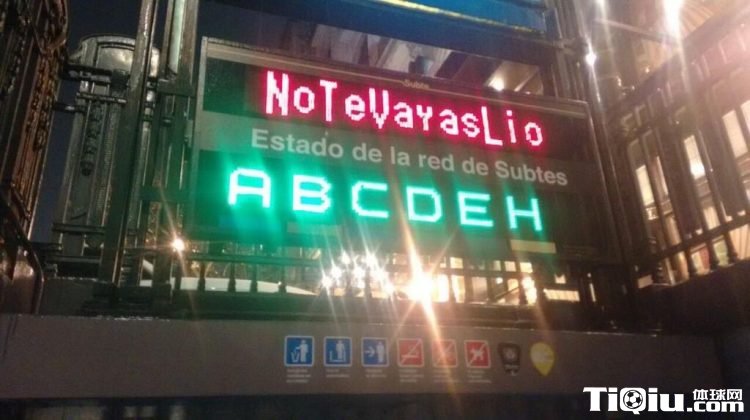 Subte
NoTeVayasLio
Estado de la red de Subtes
ABCDEH
TiQiu.com
体球网